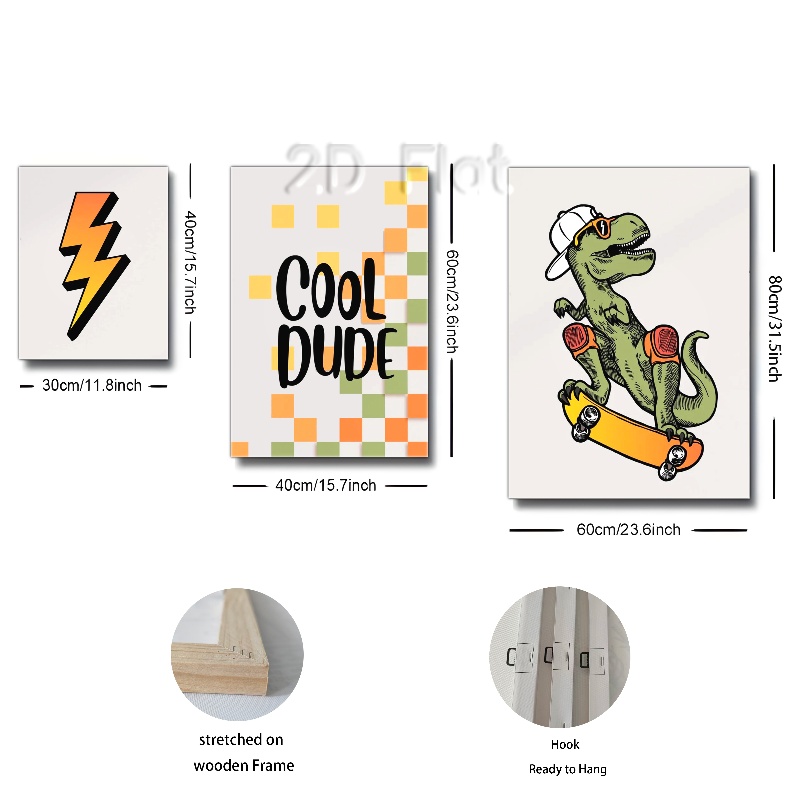 2D Flat
40cm/15.7inch
30cm/11.8inch
COOL
DUDE
60cm/23.6inch
40cm/15.7inch
80cm/31.5inch
60cm/23.6inch
stretched on
wooden Frame
Hook
Ready to Hang